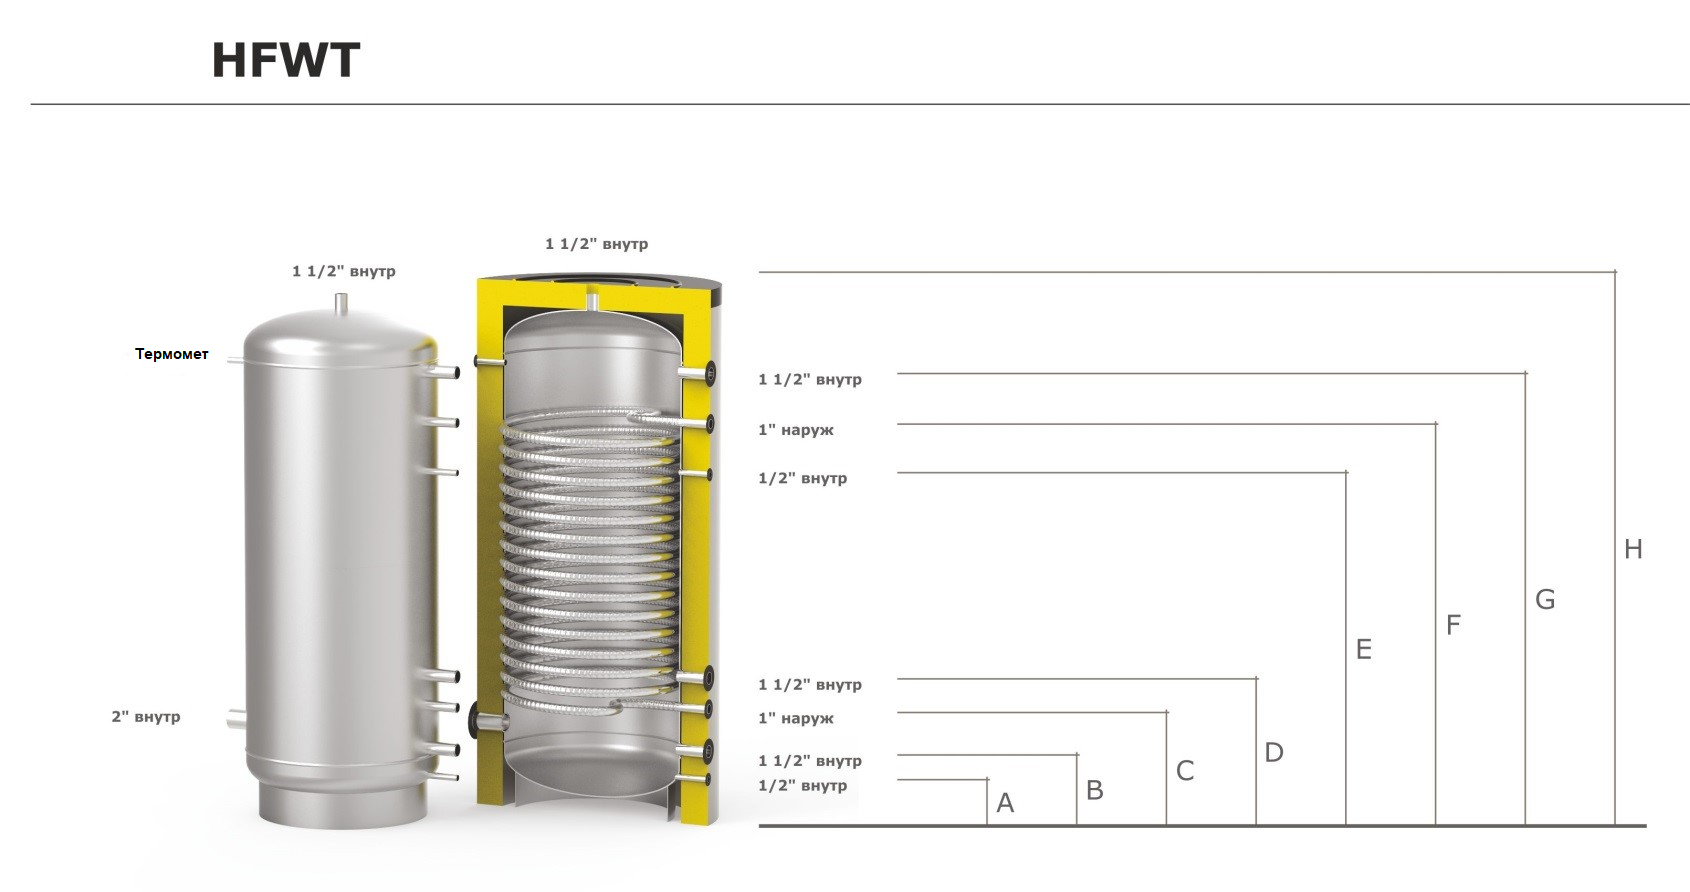 HFWT
1 1/2" внутр
1 1/2" внутр
Термомет
2" внутр
1 1/2" внутр
1" наруж
1/2" внутр
1 1/2" внутр
1" наруж
1 1/2" внутр
1/2" внутр
A
B
C
D
E
F
G
H